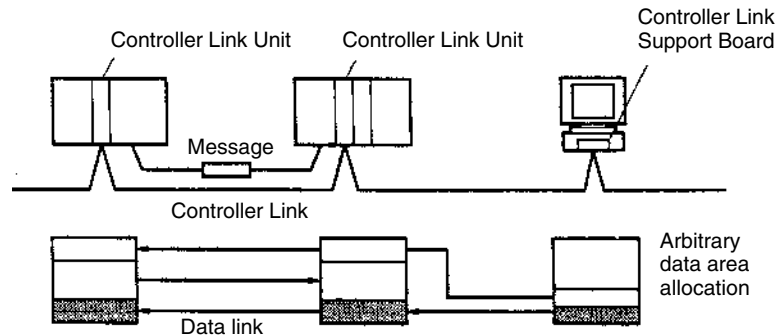 Controller Link Unit
Controller Link Unit
Controller Link
Support Board
Message
Controller Link
Arbitrary
data area
allocation
Data link